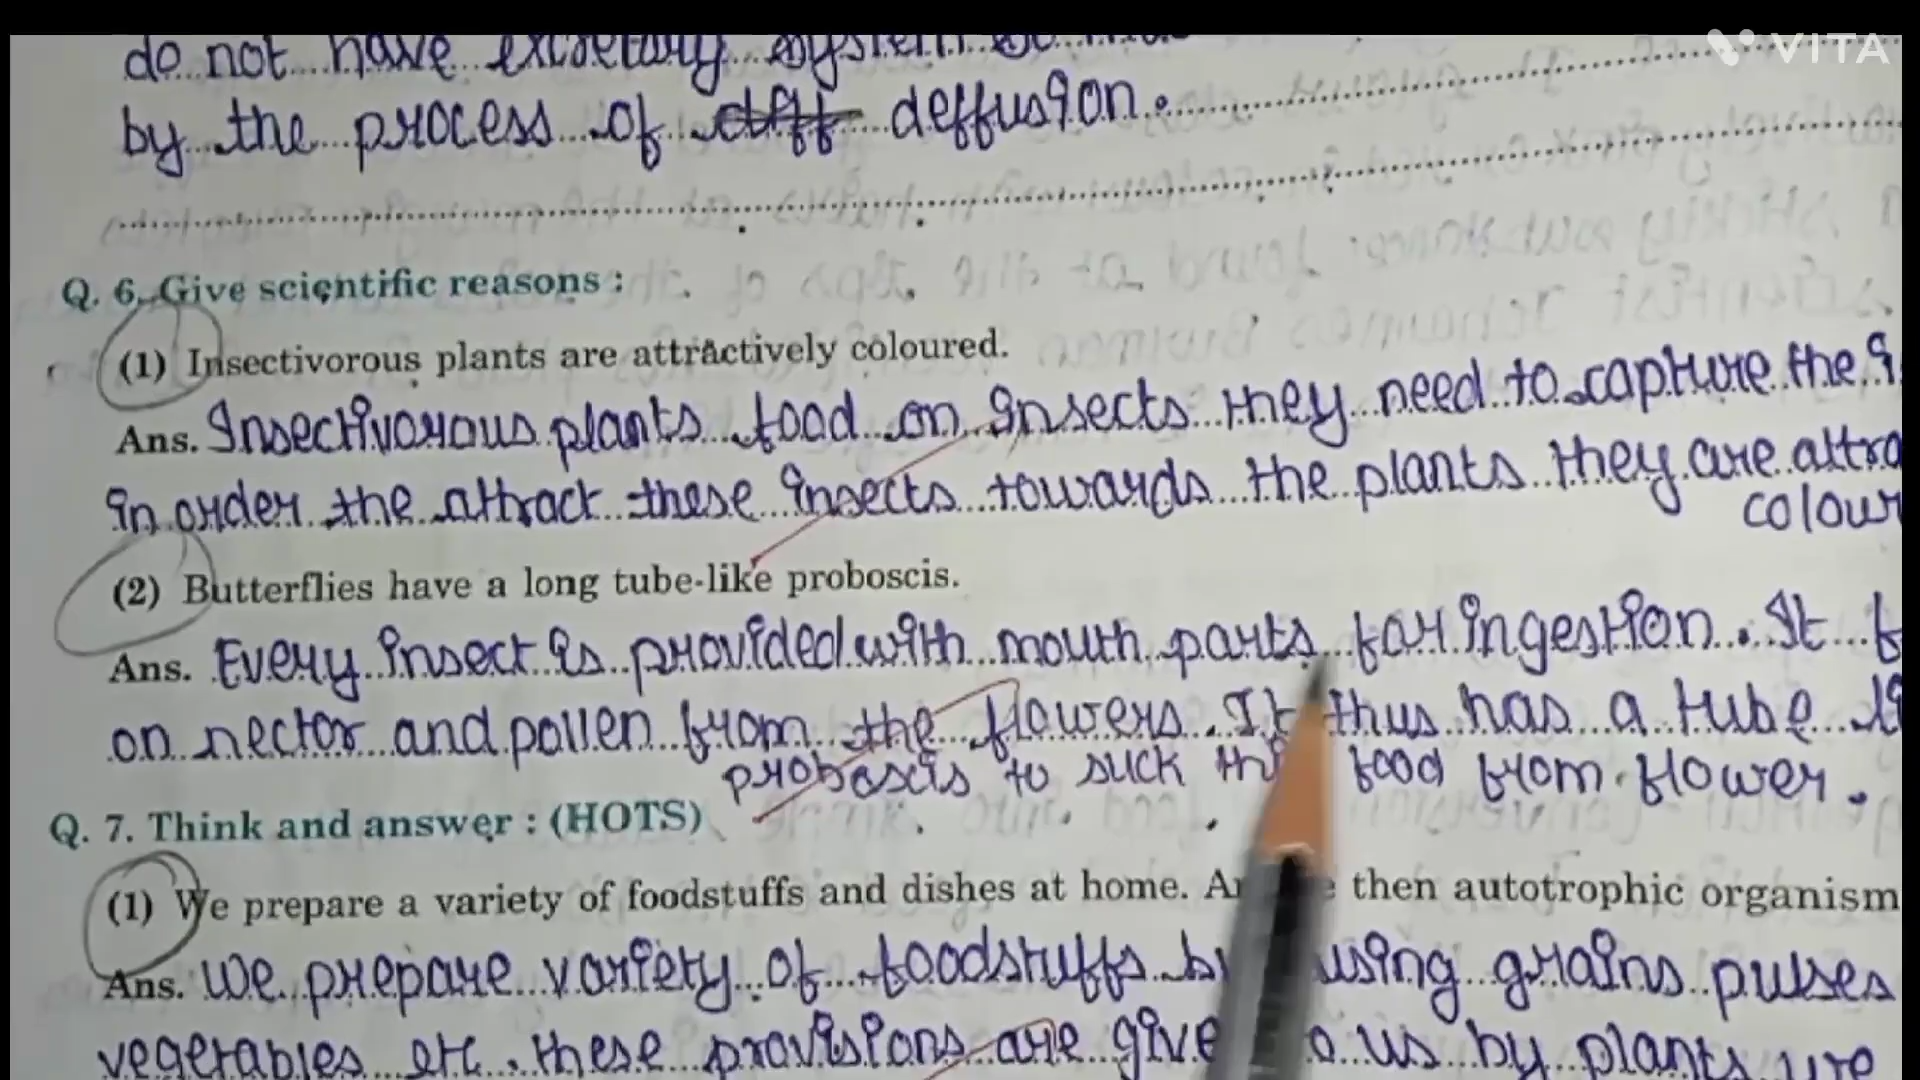 VITA
do not have excretory system so
by the process of diff deffusion.
Q. 6. Give scientific reasons :
(1) Insectivorous plants are attractively coloured.
Ans. Insectivorous plants food on insects they need to capture the i
in order the attract these insects towards the plants they are attra
colour
(2) Butterflies have a long tube-like proboscis.
Ans. Every insect is provided with mouth parts for ingestion. It f
on nector and pollen from the flowers. It thus has a tube li
proboscis to suck food from flower.
Q. 7. Think and answer : (HOTS)
(1) We prepare a variety of foodstuffs and dishes at home. then autotrophic organism
Ans. We prepare variety of foodstuffs using grains pulses
vegetables etc. these provisions are give us by plants we